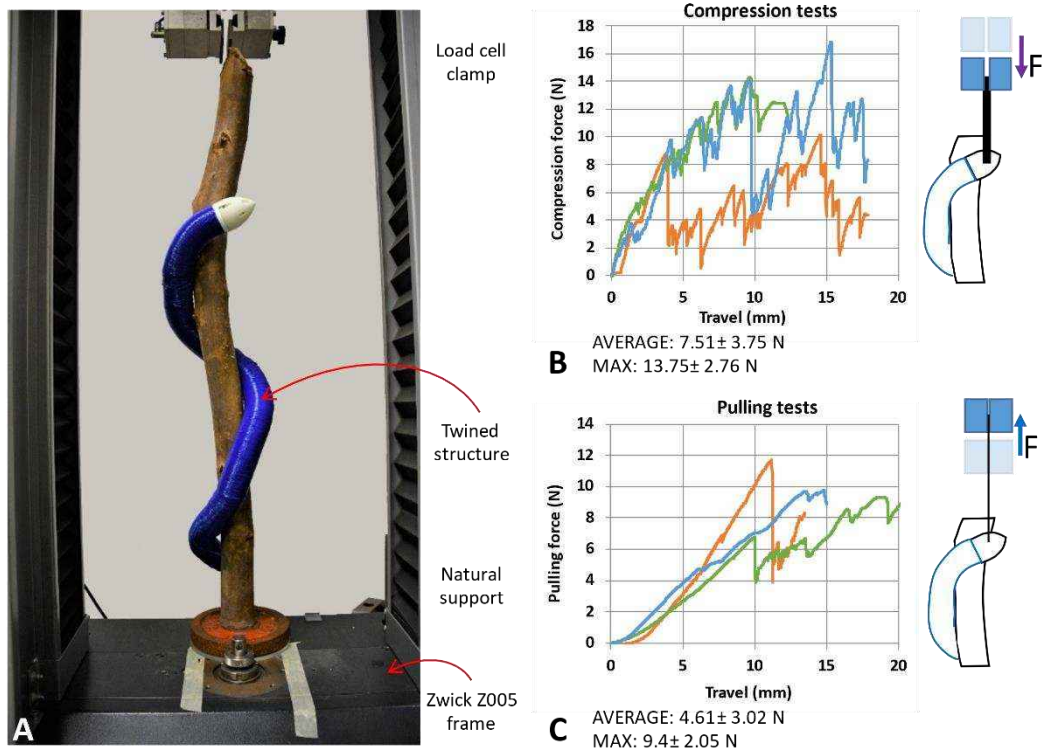 Load cell
clamp
Twined
structure
Natural
support
Zwick Z005
frame
A
Compression tests
Compression force (N)
18
16
14
12
10
8
6
4
2
0
0 5 10 15 20
Travel (mm)
F
B
AVERAGE: 7.51± 3.75 N
MAX: 13.75± 2.76 N
Pulling tests
Pulling force (N)
14
12
10
8
6
4
2
0
0 5 10 15 20
Travel (mm)
F
C
AVERAGE: 4.61± 3.02 N
MAX: 9.4± 2.05 N